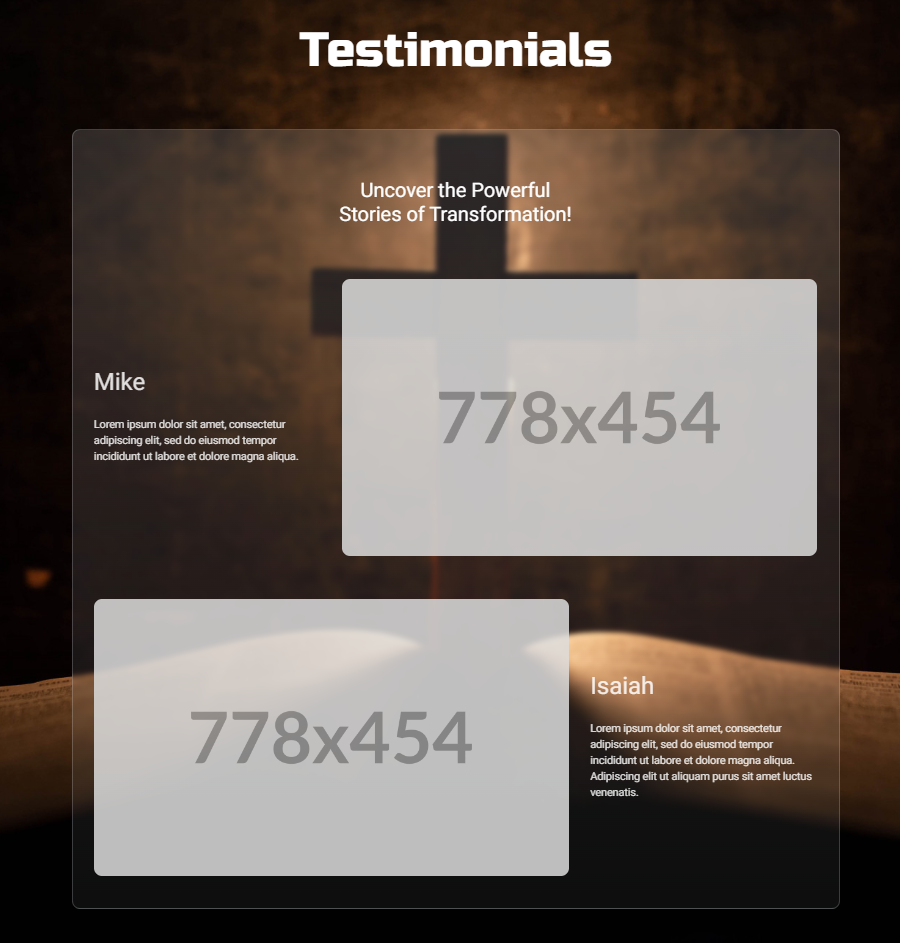 Testimonials
Uncover the Powerful
Stories of Transformation!
Mike
Lorem ipsum dolor sit amet, consectetur
adipiscing elit, sed do eiusmod tempor
incididunt ut labore et dolore magna aliqua.
778x454
778x454
Isaiah
Lorem ipsum dolor sit amet, consectetur
adipiscing elit, sed do eiusmod tempor
incididunt ut labore et dolore magna aliqua.
Adipiscing elit ut aliquam purus sit amet luctus
venenatis.